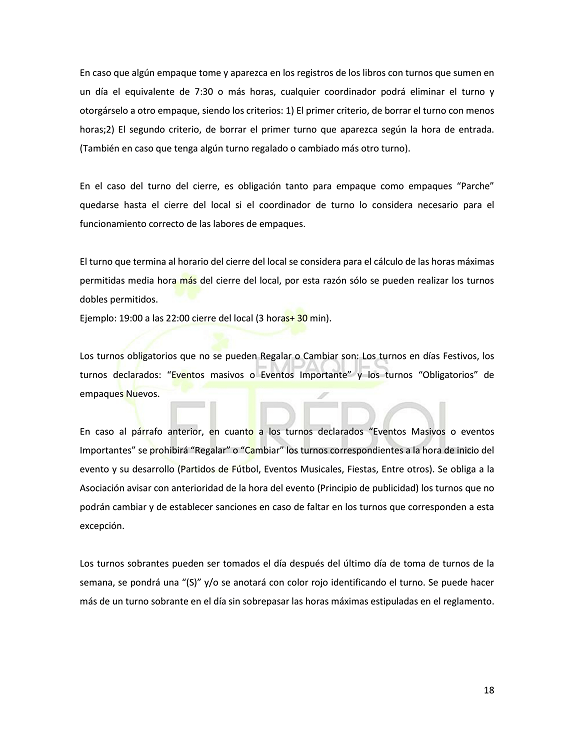 En caso que algún empaque tome y aparezca en los registros de los libros con turnos que sumen en
un día el equivalente de 7:30 o más horas, cualquier coordinador podrá eliminar el turno y
otorgárselo a otro empaque, siendo los criterios: 1) El primer criterio, de borrar el turno con menos
horas;2) El segundo criterio, de borrar el primer turno que aparezca según la hora de entrada.
(También en caso que tenga algún turno regalado o cambiado más otro turno).
En el caso del turno del cierre, es obligación tanto para empaque como empaques “Parche”
quedarse hasta el cierre del local si el coordinador de turno lo considera necesario para el
funcionamiento correcto de las labores de empaques.
El turno que termina al horario del cierre del local se considera para el cálculo de las horas máximas
permitidas media hora más del cierre del local, por esta razón sólo se pueden realizar los turnos
dobles permitidos.
Ejemplo: 19:00 a las 22:00 cierre del local (3 horas+ 30 min).
Los turnos obligatorios que no se pueden Regalar o Cambiar son: Los turnos en días Festivos, los
turnos declarados: “Eventos masivos o Eventos Importante” y los turnos “Obligatorios” de
empaques Nuevos.
EMPAQUES
EL TRÉBOL
En caso al párrafo anterior, en cuanto a los turnos declarados “Eventos Masivos o eventos
Importantes” se prohibirá “Regalar” o “Cambiar” los turnos correspondientes a la hora de inicio del
evento y su desarrollo (Partidos de Fútbol, Eventos Musicales, Fiestas, Entre otros). Se obliga a la
Asociación avisar con anterioridad de la hora del evento (Principio de publicidad) los turnos que no
podrán cambiar y de establecer sanciones en caso de faltar en los turnos que corresponden a esta
excepción.
Los turnos sobrantes pueden ser tomados el día después del último día de toma de turnos de la
semana, se pondrá una “(S)” y/o se anotará con color rojo identificando el turno. Se puede hacer
más de un turno sobrante en el día sin sobrepasar las horas máximas estipuladas en el reglamento.
18